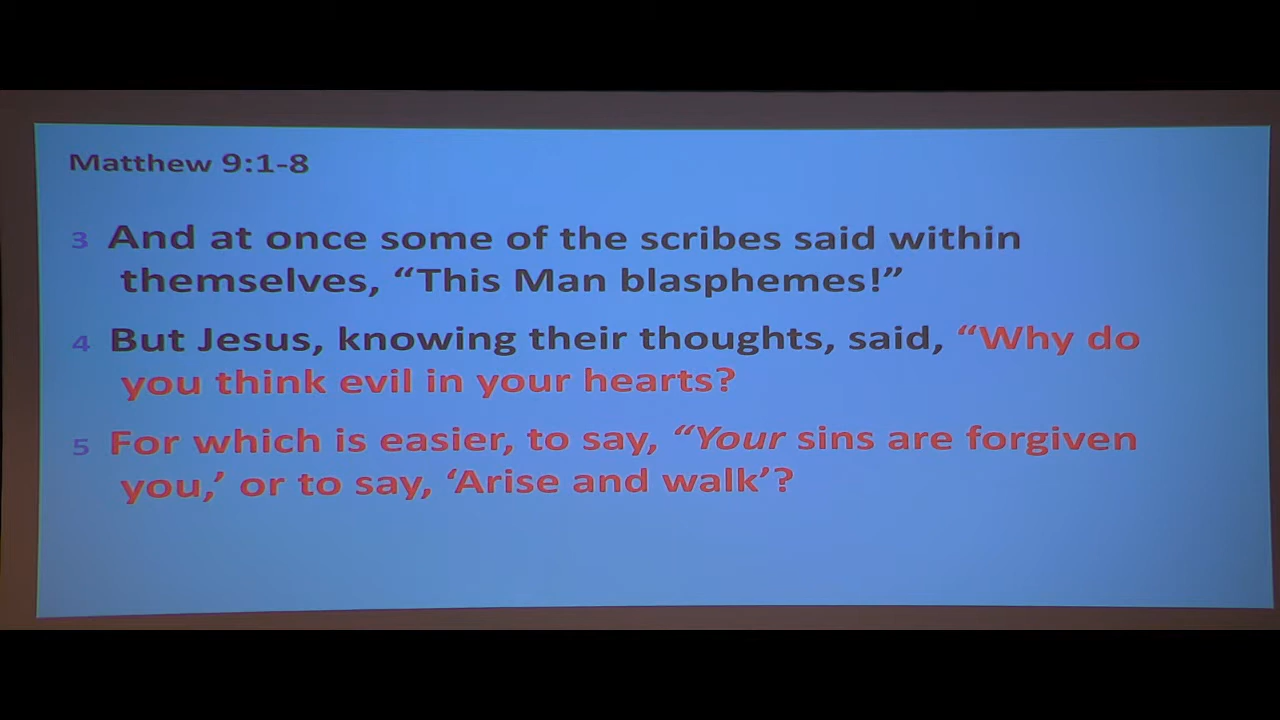 Matthew 9:1-8
3 And at once some of the scribes said within
themselves, “This Man blasphemes!”
4 But Jesus, knowing their thoughts, said, “Why do
you think evil in your hearts?
5 For which is easier, to say, “Your sins are forgiven
you,’ or to say, ‘Arise and walk’?